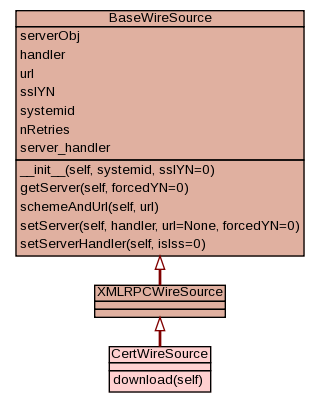 BaseWireSource
serverObj
handler
url
sslYN
systemid
nRetries
server_handler
__init__(self, systemid, sslYN=0)
getServer(self, forcedYN=0)
schemeAndUrl(self, url)
setServer(self, handler, url=None, forcedYN=0)
setServerHandler(self, isIss=0)
XMLRPCWireSource
CertWireSource
download(self)